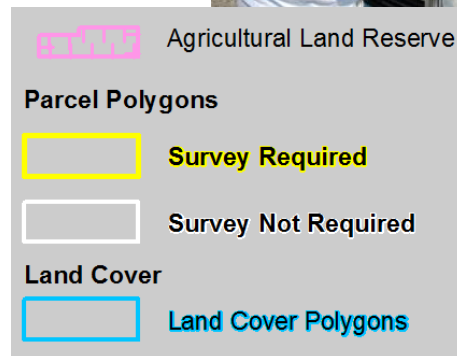 Agricultural Land Reserve
Parcel Polygons
Survey Required
Survey Not Required
Land Cover
Land Cover Polygons